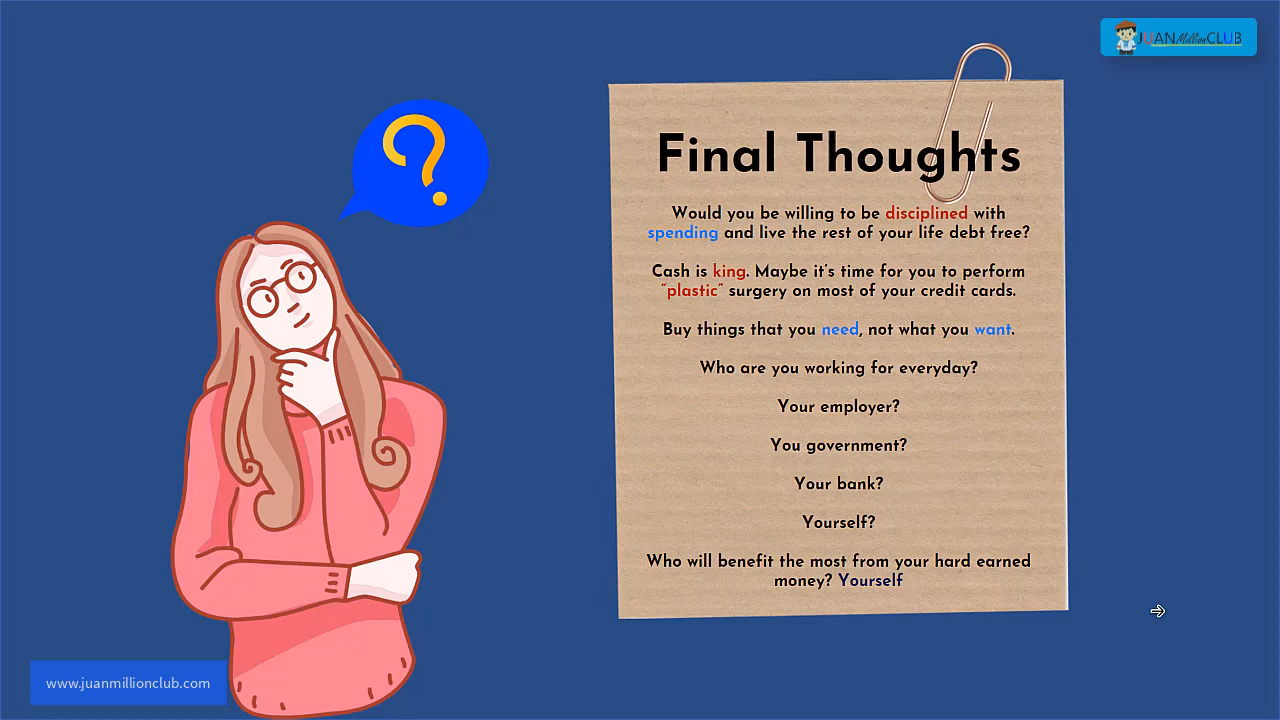 JUANMillionCLUB
?
Final Thoughts
Would you be willing to be disciplined with
spending and live the rest of your life debt free?
Cash is king. Maybe it's time for you to perform
“plastic” surgery on most of your credit cards.
Buy things that you need, not what you want.
Who are you working for everyday?
Your employer?
You government?
Your bank?
Yourself?
Who will benefit the most from your hard earned
money? Yourself
www.juanmillionclub.com